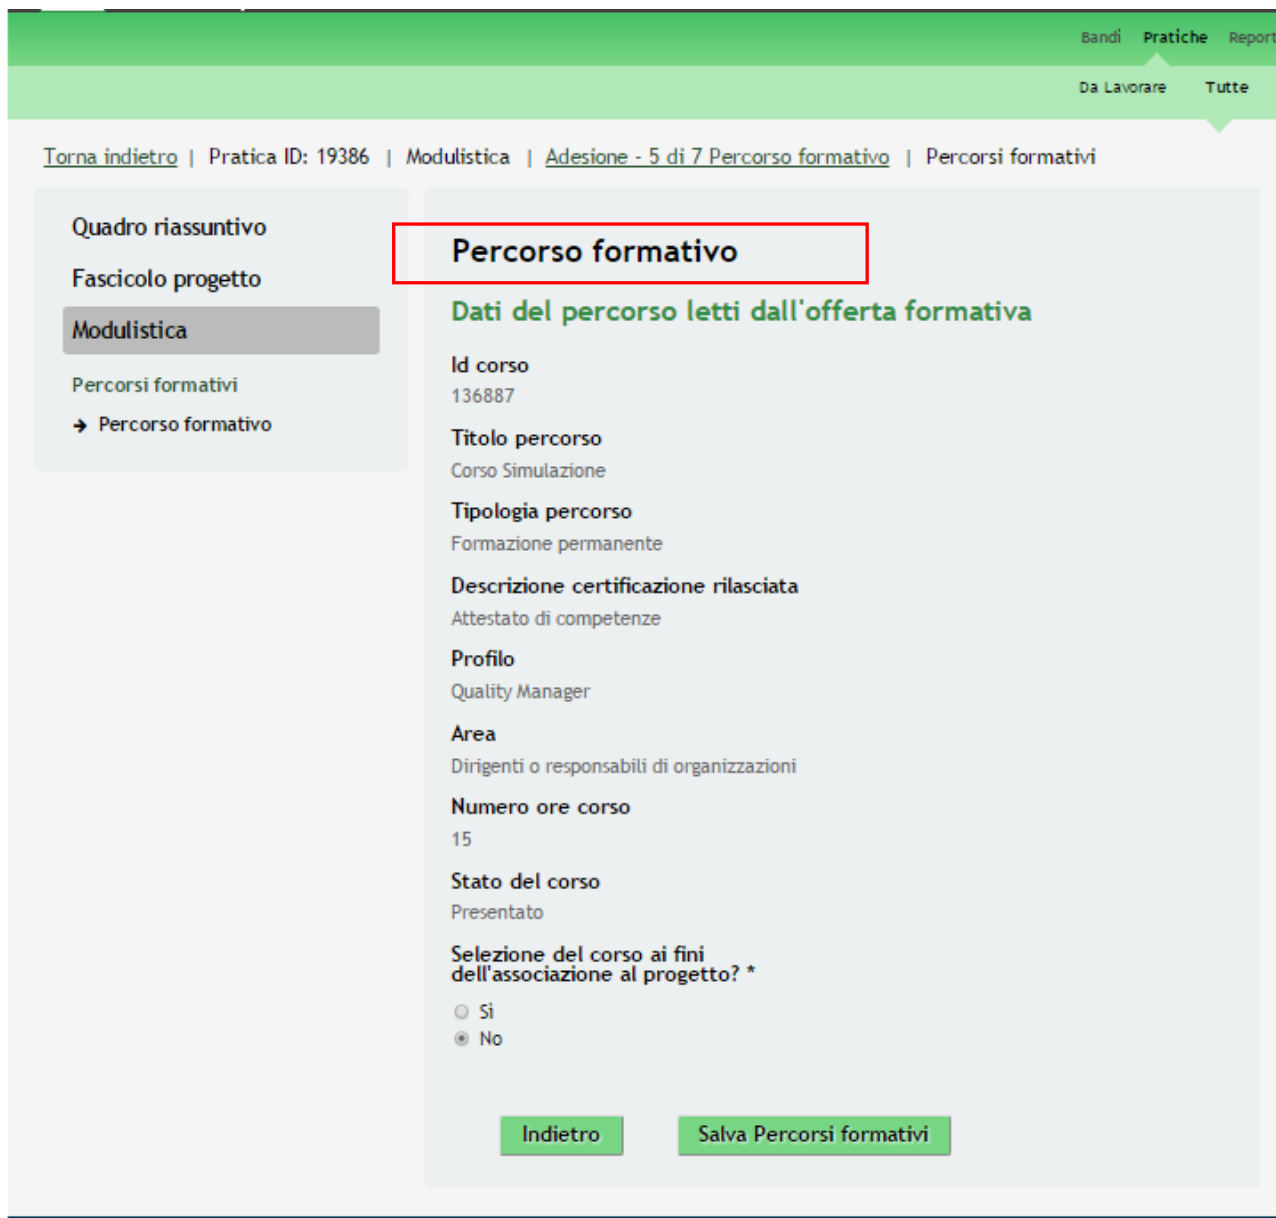 Bandi Pratiche Report
Da Lavorare Tutte
Torna indietro | Pratica ID: 19386 | Modulistica | Adesione - 5 di 7 Percorso formativo | Percorsi formativi
Quadro riassuntivo
Fascicolo progetto
Modulistica
Percorsi formativi
→ Percorso formativo
Percorso formativo
Dati del percorso letti dall'offerta formativa
Id corso
136887
Titolo percorso
Corso Simulazione
Tipologia percorso
Formazione permanente
Descrizione certificazione rilasciata
Attestato di competenze
Profilo
Quality Manager
Area
Dirigenti o responsabili di organizzazioni
Numero ore corso
15
Stato del corso
Presentato
Selezione del corso ai fini
dell'associazione al progetto? *
Sì
No
Indietro Salva Percorsi formativi